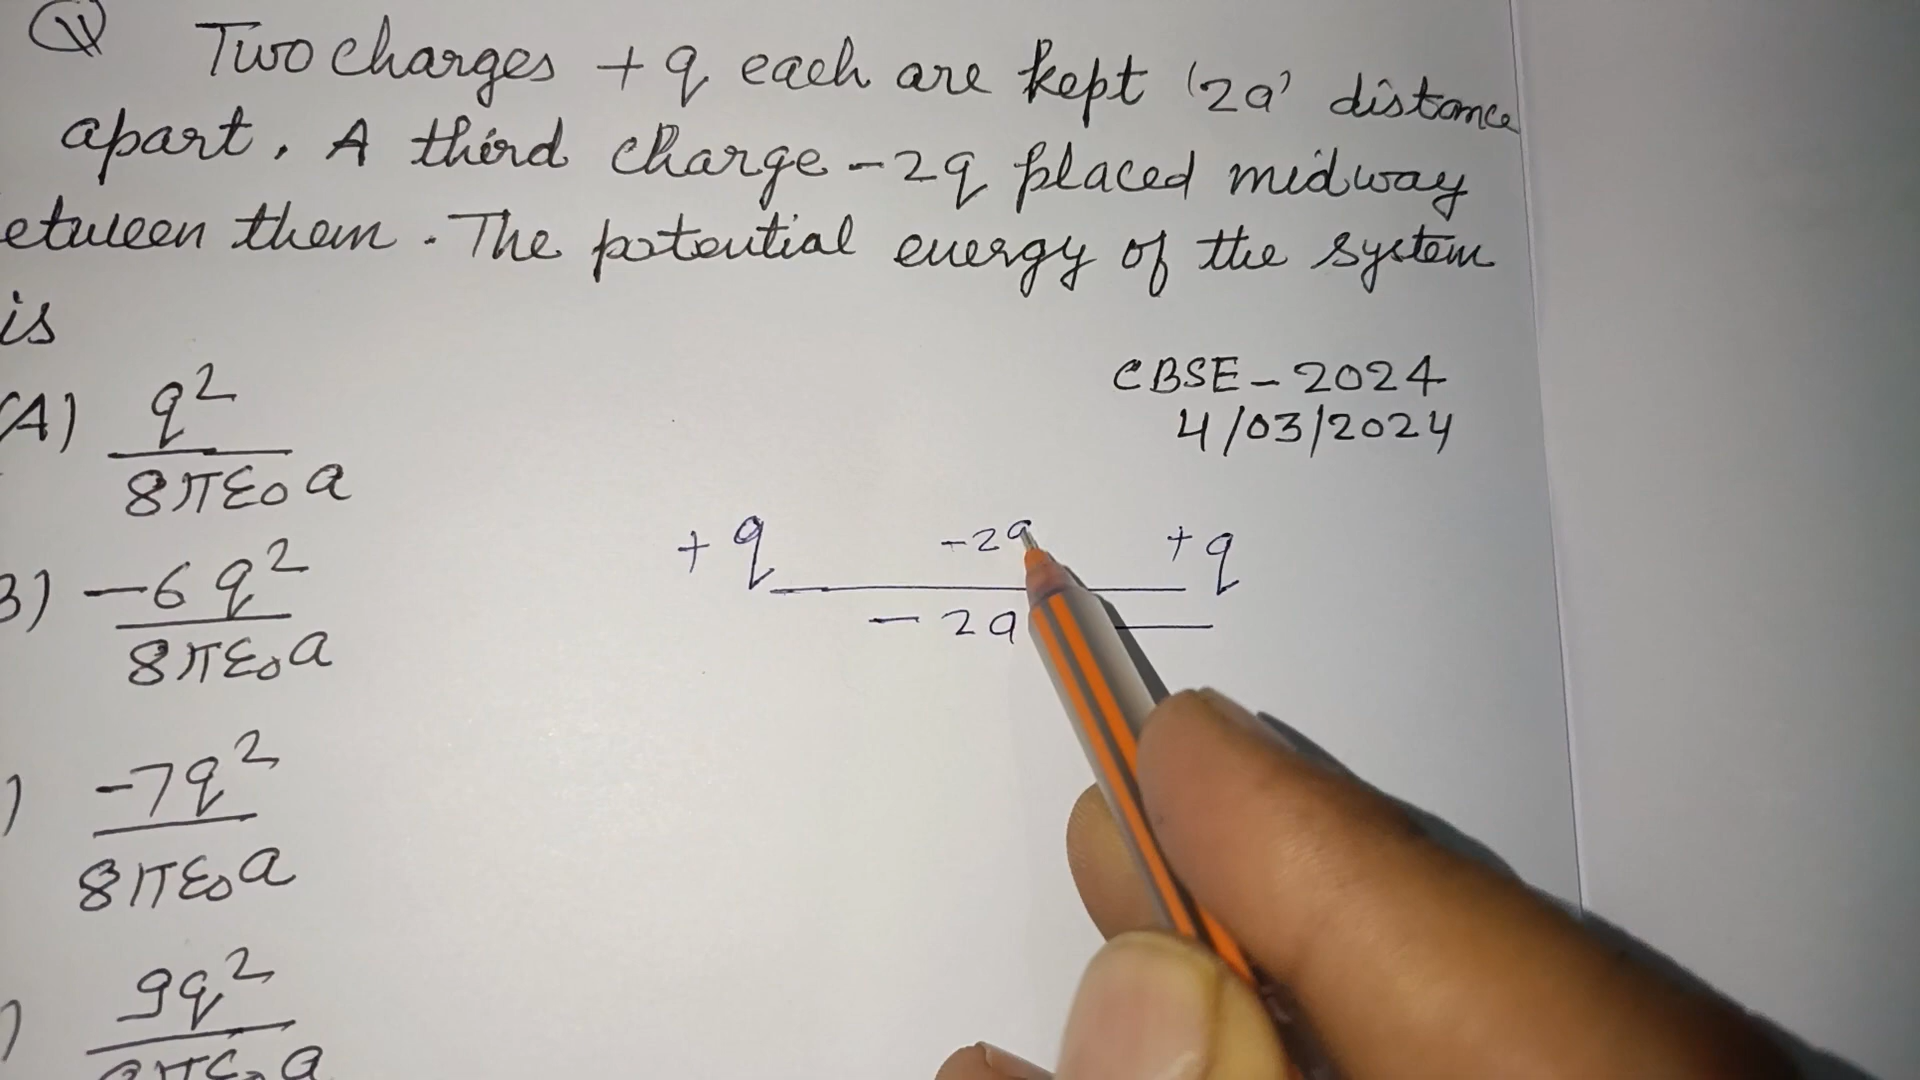 Q Two charges +q each are kept '2a' distance
apart. A third charge -2q placed midway
etween them. The potential energy of the system
is
CBSE-2024
4/03/2024
(A) q²
8πε₀a
+q -2q +q
-2a
B) -6q²
8πε₀a
) -7q²
8πε₀a
) 9q²
8πε₀a